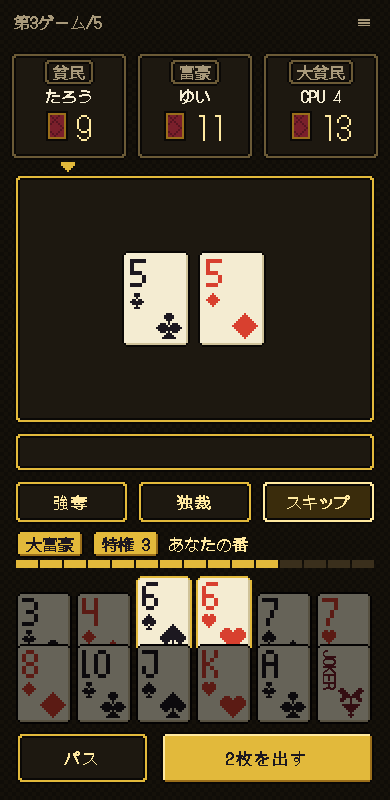 第3ゲーム/5
貧民 富豪 大貧民
たろう ゆい CPU 4
9 11 13
5 5
強奪 独裁 スキップ
大富豪 特権 3 あなたの番
3 4 6 6 7 7
8 10 J K A JOKER
パス 2枚を出す